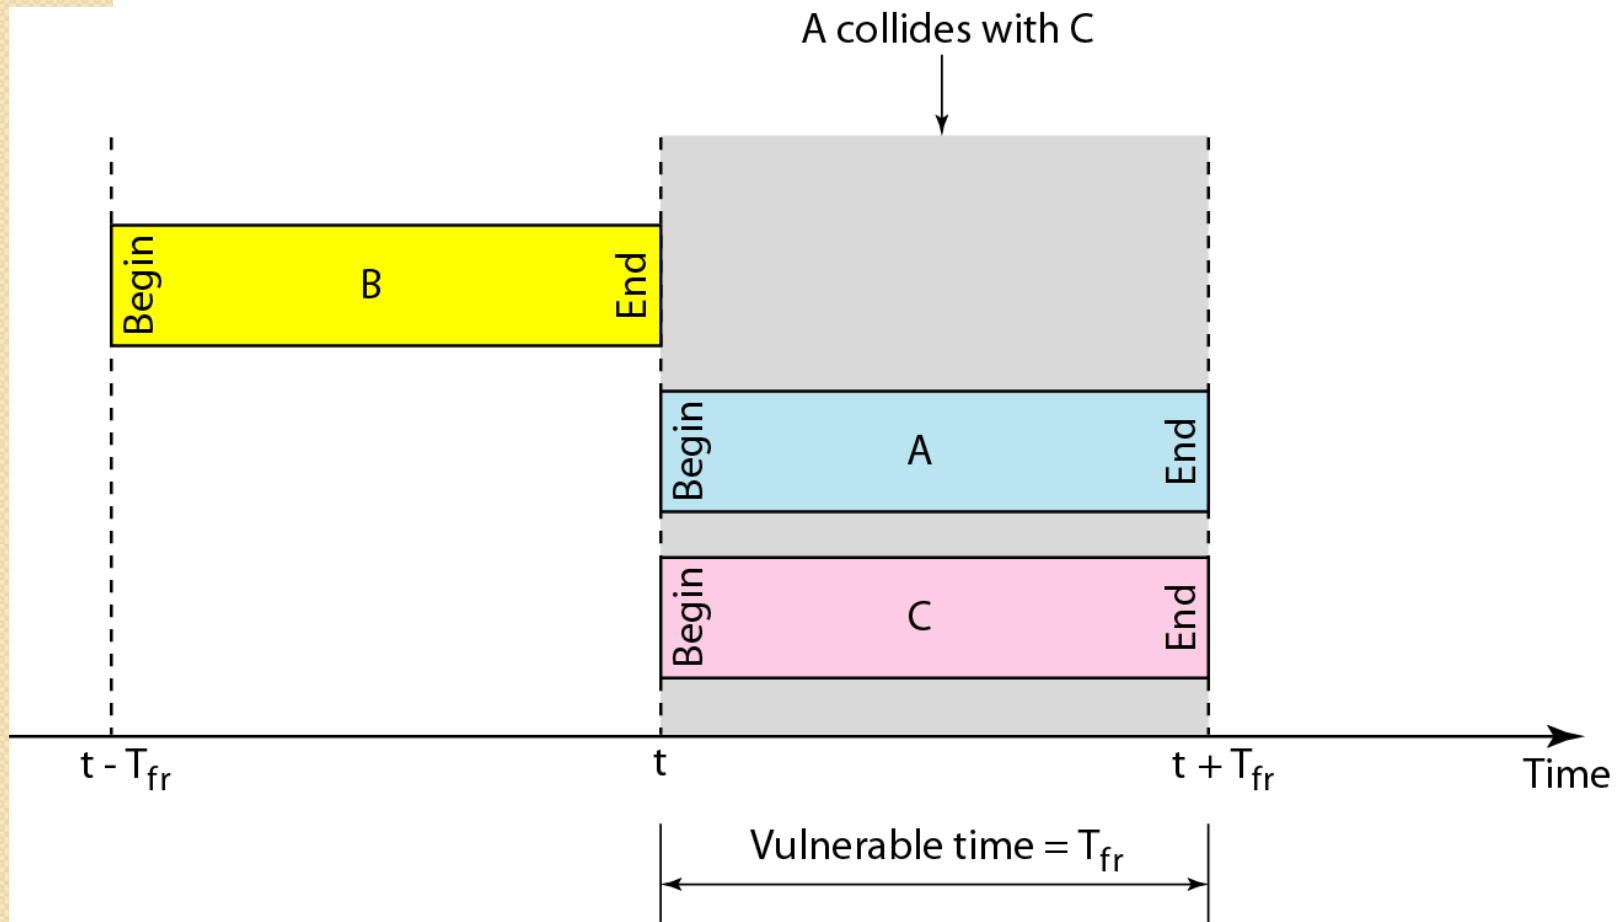 A collides with C
Begin
B
End
Begin
A
End
Begin
C
End
t - Tfr
t
t + Tfr
Time
Vulnerable time = Tfr